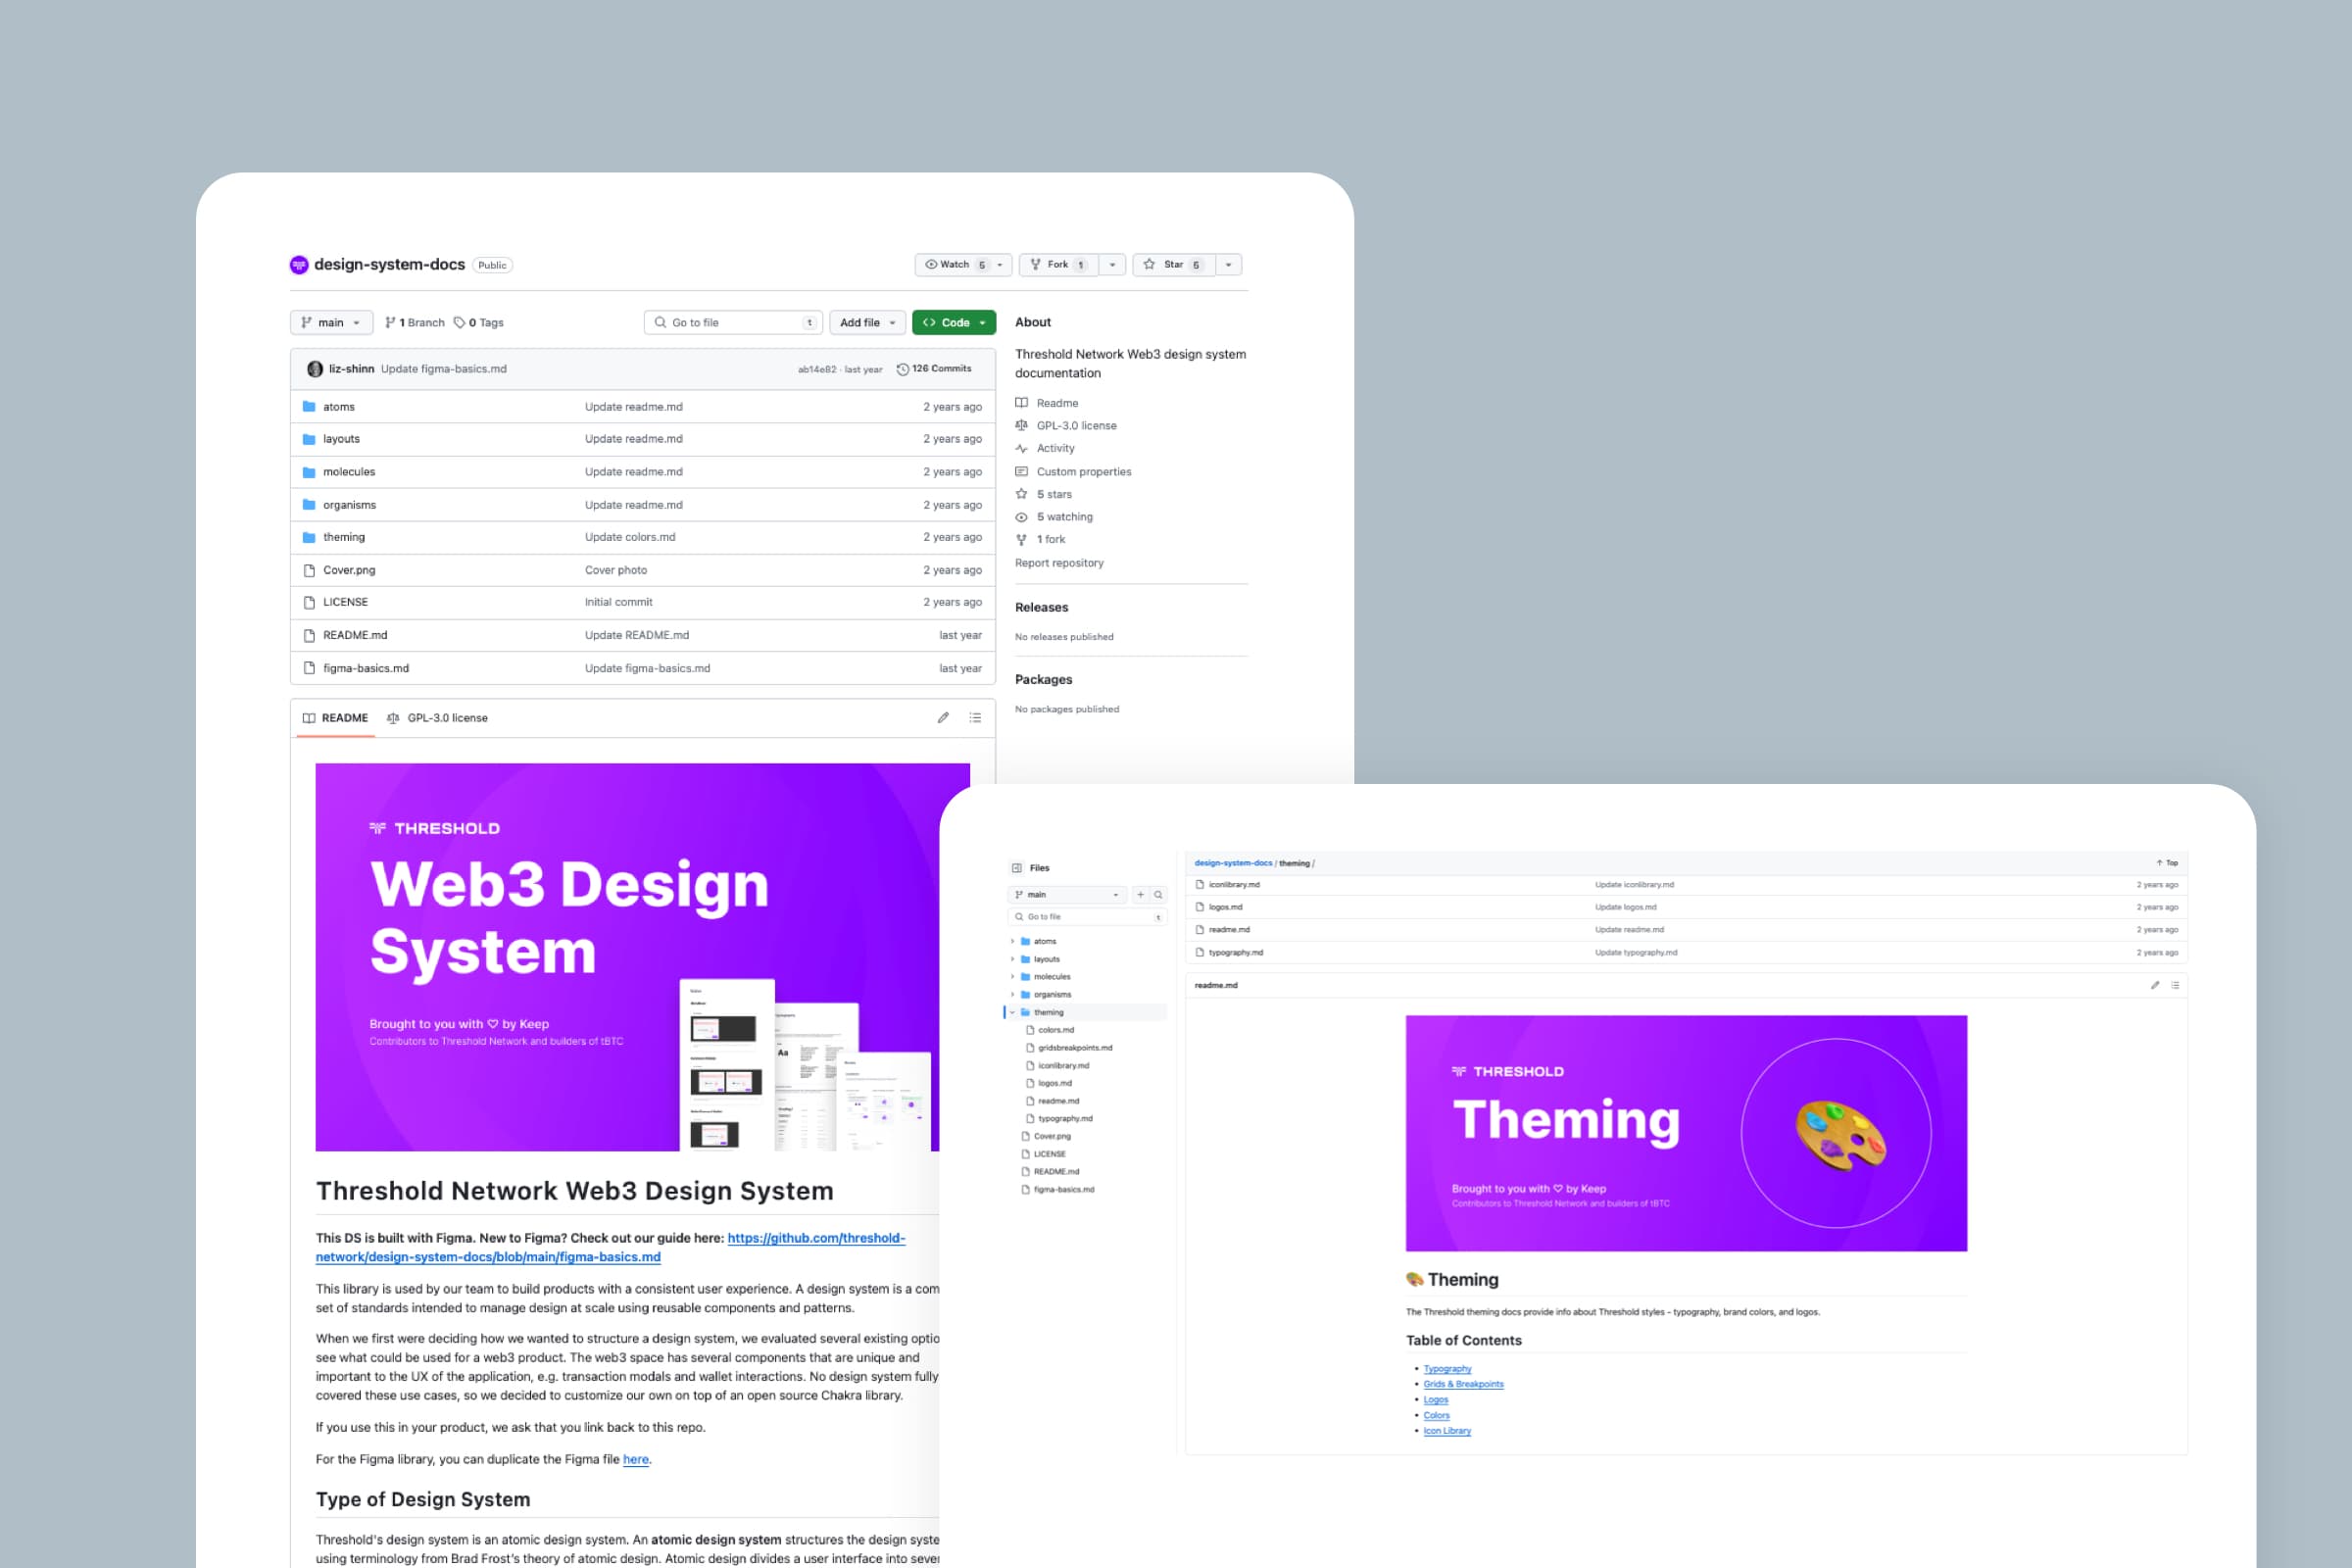 design-system-docs Public
Watch 5 Fork 1 Star 5
main 1 Branch 0 Tags Go to file t Add file Code
liz-shinn Update figma-basics.md ab14e82 · last year 126 Commits
atoms Update readme.md 2 years ago
layouts Update readme.md 2 years ago
molecules Update readme.md 2 years ago
organisms Update readme.md 2 years ago
theming Update colors.md 2 years ago
Cover.png Cover photo 2 years ago
LICENSE Initial commit 2 years ago
README.md Update README.md last year
figma-basics.md Update figma-basics.md last year
About
Threshold Network Web3 design system
documentation
Readme
GPL-3.0 license
Activity
Custom properties
5 stars
5 watching
1 fork
Report repository
Releases
No releases published
Packages
No packages published
README GPL-3.0 license
THRESHOLD
Web3 Design
System
Brought to you with ♡ by Keep
Contributors to Threshold Network and builders of tBTC
Aa
Threshold Network Web3 Design System
This DS is built with Figma. New to Figma? Check out our guide here: https://github.com/threshold-
network/design-system-docs/blob/main/figma-basics.md
This library is used by our team to build products with a consistent user experience. A design system is a com
set of standards intended to manage design at scale using reusable components and patterns.
When we first were deciding how we wanted to structure a design system, we evaluated several existing optio
see what could be used for a web3 product. The web3 space has several components that are unique and
important to the UX of the application, e.g. transaction modals and wallet interactions. No design system fully
covered these use cases, so we decided to customize our own on top of an open source Chakra library.
If you use this in your product, we ask that you link back to this repo.
For the Figma library, you can duplicate the Figma file here.
Type of Design System
Threshold's design system is an atomic design system. An atomic design system structures the design syste
using terminology from Brad Frost's theory of atomic design. Atomic design divides a user interface into sever
Files
main
Go to file t
atoms
layouts
molecules
organisms
theming
colors.md
gridsbreakpoints.md
iconlibrary.md
logos.md
readme.md
typography.md
Cover.png
LICENSE
README.md
figma-basics.md
design-system-docs / theming / Top
iconlibrary.md Update iconlibrary.md 2 years ago
logos.md Update logos.md 2 years ago
readme.md Update readme.md 2 years ago
typography.md Update typography.md 2 years ago
readme.md
THRESHOLD
Theming
Brought to you with ♡ by Keep
Contributors to Threshold Network and builders of tBTC
🎨 Theming
The Threshold theming docs provide info about Threshold styles - typography, brand colors, and logos.
Table of Contents
• Typography
• Grids & Breakpoints
• Logos
• Colors
• Icon Library